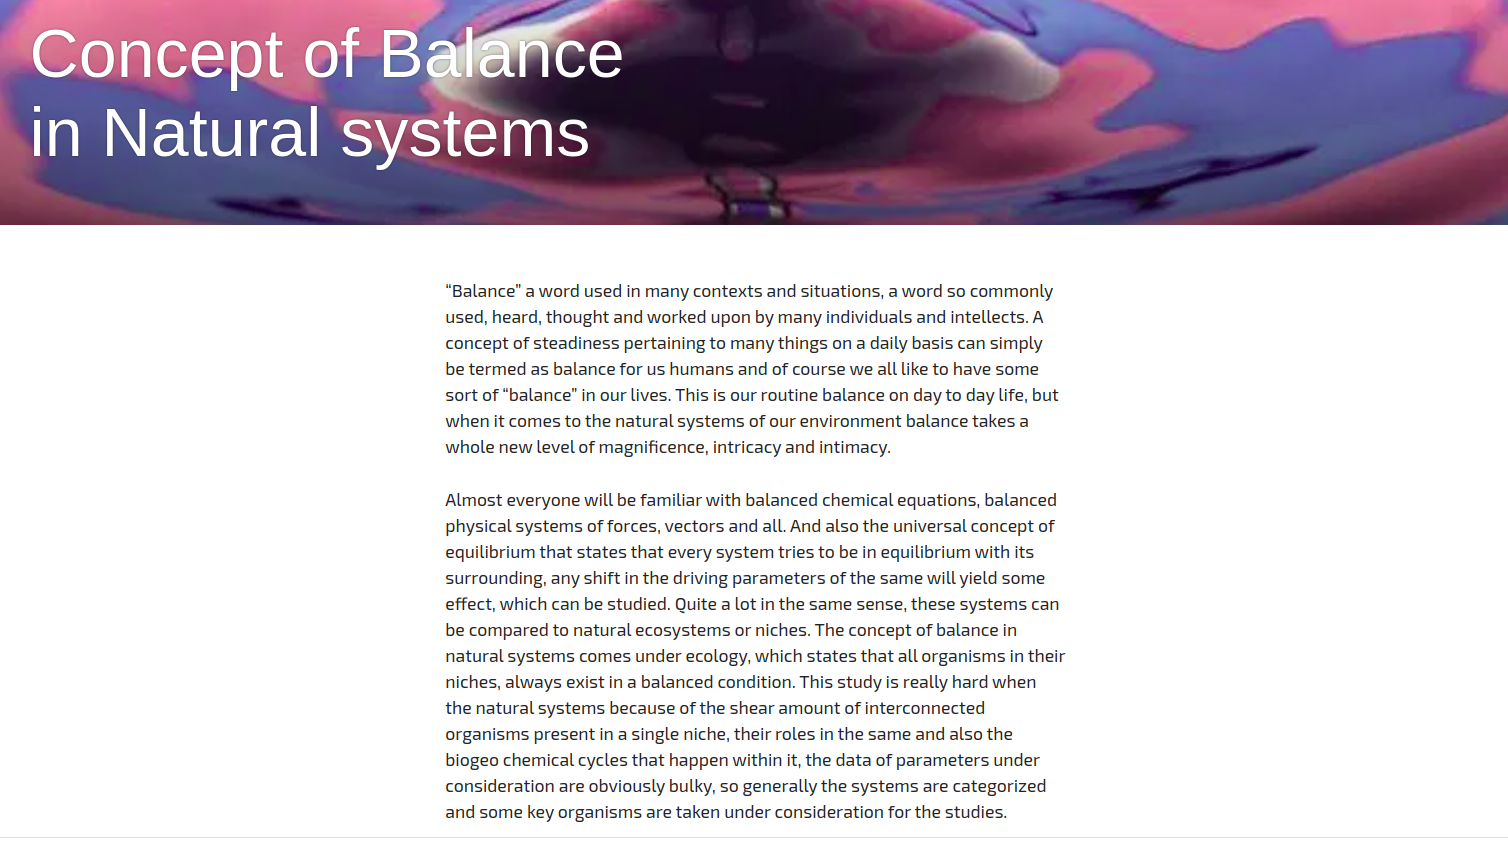 Concept of Balance
in Natural systems
“Balance” a word used in many contexts and situations, a word so commonly
used, heard, thought and worked upon by many individuals and intellects. A
concept of steadiness pertaining to many things on a daily basis can simply
be termed as balance for us humans and of course we all like to have some
sort of “balance” in our lives. This is our routine balance on day to day life, but
when it comes to the natural systems of our environment balance takes a
whole new level of magnificence, intricacy and intimacy.
Almost everyone will be familiar with balanced chemical equations, balanced
physical systems of forces, vectors and all. And also the universal concept of
equilibrium that states that every system tries to be in equilibrium with its
surrounding, any shift in the driving parameters of the same will yield some
effect, which can be studied. Quite a lot in the same sense, these systems can
be compared to natural ecosystems or niches. The concept of balance in
natural systems comes under ecology, which states that all organisms in their
niches, always exist in a balanced condition. This study is really hard when
the natural systems because of the shear amount of interconnected
organisms present in a single niche, their roles in the same and also the
biogeo chemical cycles that happen within it, the data of parameters under
consideration are obviously bulky, so generally the systems are categorized
and some key organisms are taken under consideration for the studies.